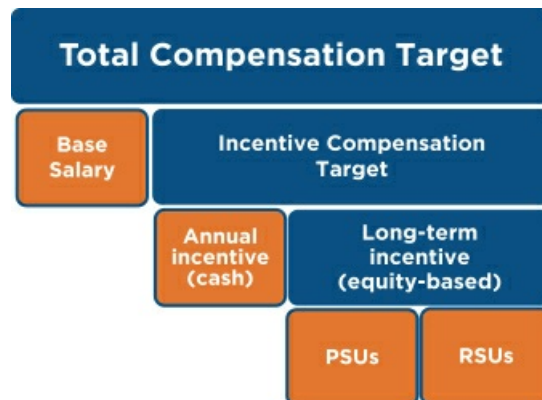 Total Compensation Target
Base
Salary
Incentive Compensation
Target
Annual
incentive
(cash)
Long-term
incentive
(equity-based)
PSUs
RSUs